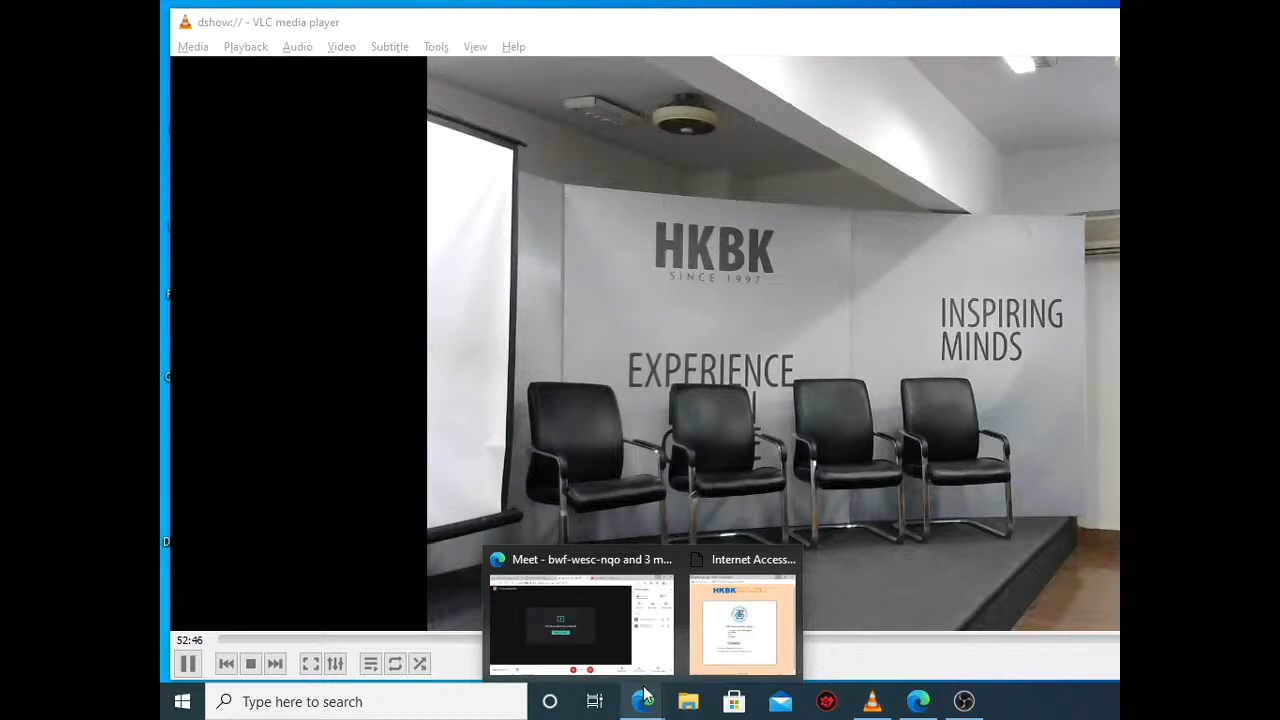 dshow:// - VLC media player
Media Playback Audio Video Subtitle Tools View Help
HKBK
SINCE 1997
EXPERIENCE
INSPIRING
MINDS
Meet - bwf-wesc-nqo and 3 m...
Internet Access...
HKBK
52:46
Type here to search